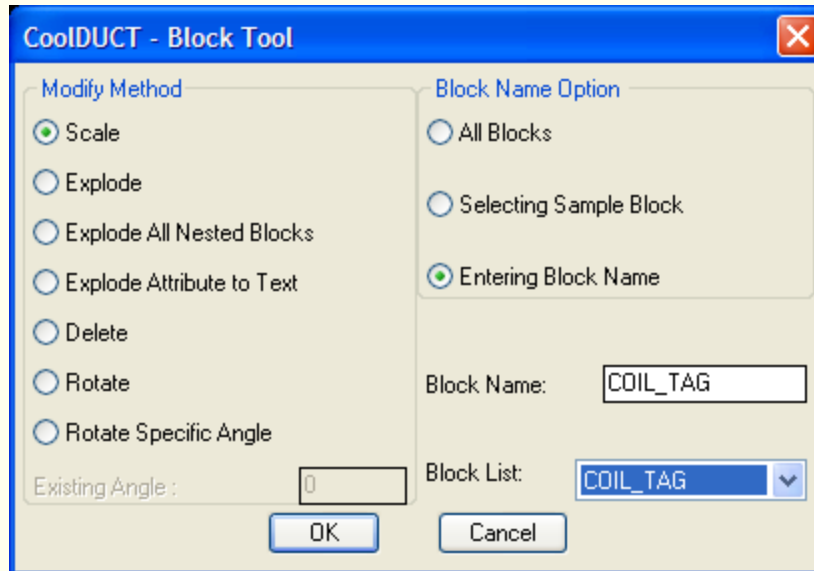 CoolDUCT - Block Tool
Modify Method
Scale
Explode
Explode All Nested Blocks
Explode Attribute to Text
Delete
Rotate
Rotate Specific Angle
Existing Angle :
0
Block Name Option
All Blocks
Selecting Sample Block
Entering Block Name
Block Name:
COIL_TAG
Block List:
COIL_TAG
OK
Cancel